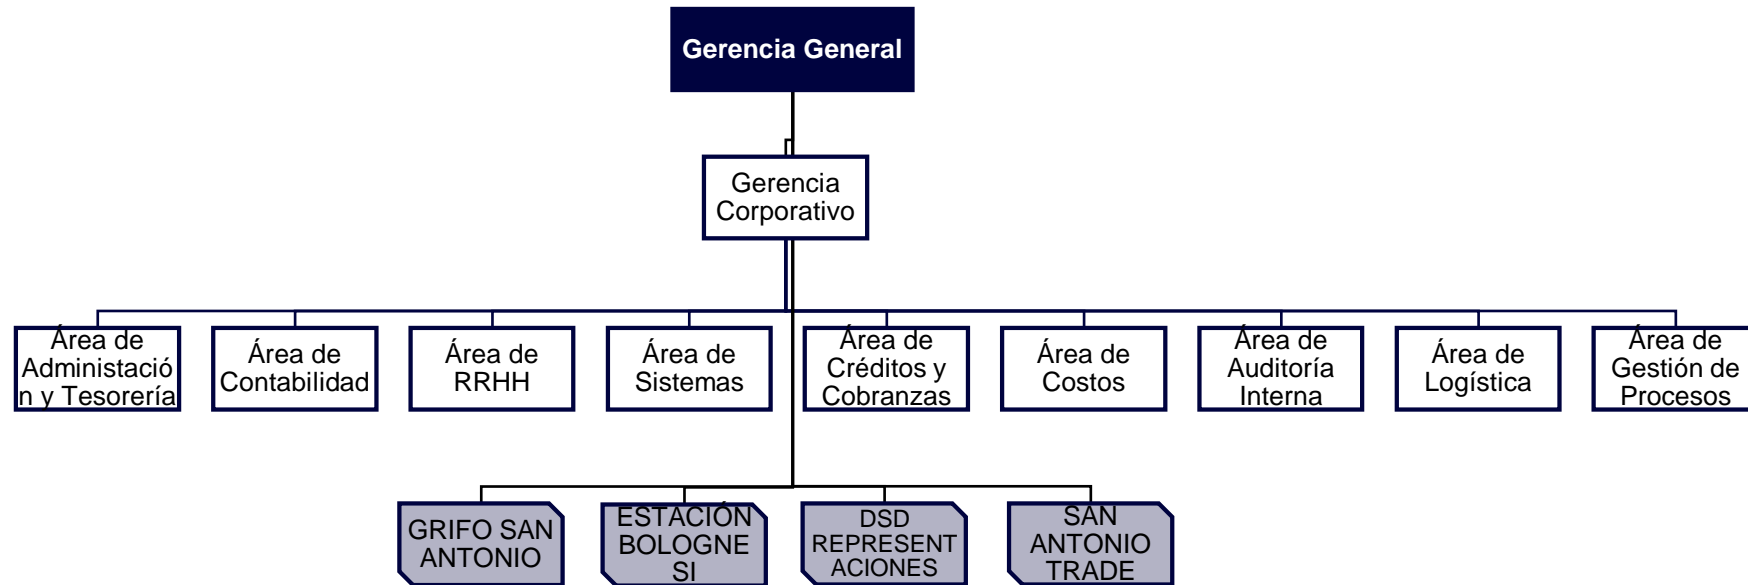 Gerencia General
Gerencia
Corporativo
Área de
Administació
n y Tesorería
Área de
Contabilidad
Área de
RRHH
Área de
Sistemas
Área de
Créditos y
Cobranzas
Área de
Costos
Área de
Auditoría
Interna
Área de
Logística
Área de
Gestión de
Procesos
GRIFO SAN
ANTONIO
ESTACIÓN
BOLOGNE
SI
DSD
REPRESENT
ACIONES
SAN
ANTONIO
TRADE